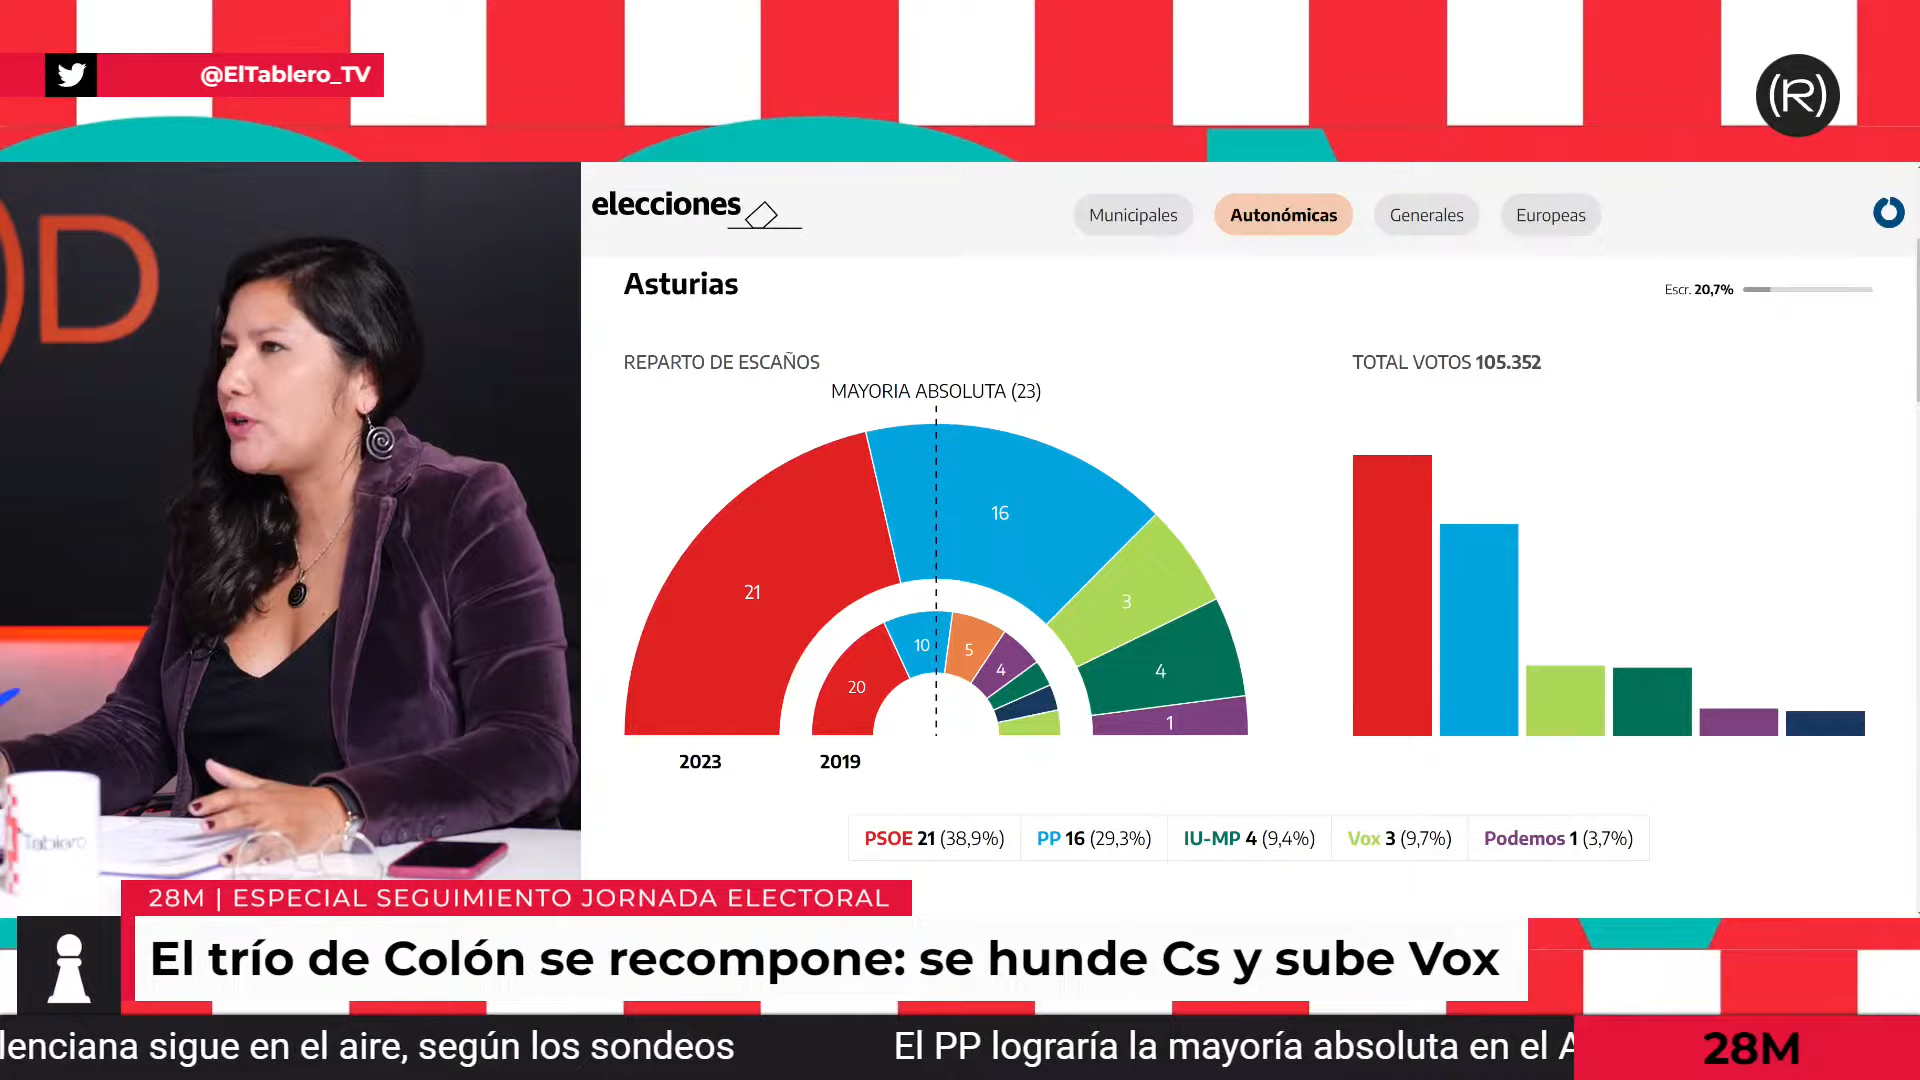 @ElTablero_TV
(R)
D
elecciones
Municipales
Autonómicas
Generales
Europeas
Asturias
Escr. 20,7%
REPARTO DE ESCAÑOS
TOTAL VOTOS 105.352
MAYORIA ABSOLUTA (23)
16
21
3
10
5
4
20
4
1
2023
2019
PSOE 21 (38,9%)
PP 16 (29,3%)
IU-MP 4 (9,4%)
Vox 3 (9,7%)
Podemos 1 (3,7%)
Tablero
28M | ESPECIAL SEGUIMIENTO JORNADA ELECTORAL
El trío de Colón se recompone: se hunde Cs y sube Vox
lenciana sigue en el aire, según los sondeos
El PP lograría la mayoría absoluta en el A
28M